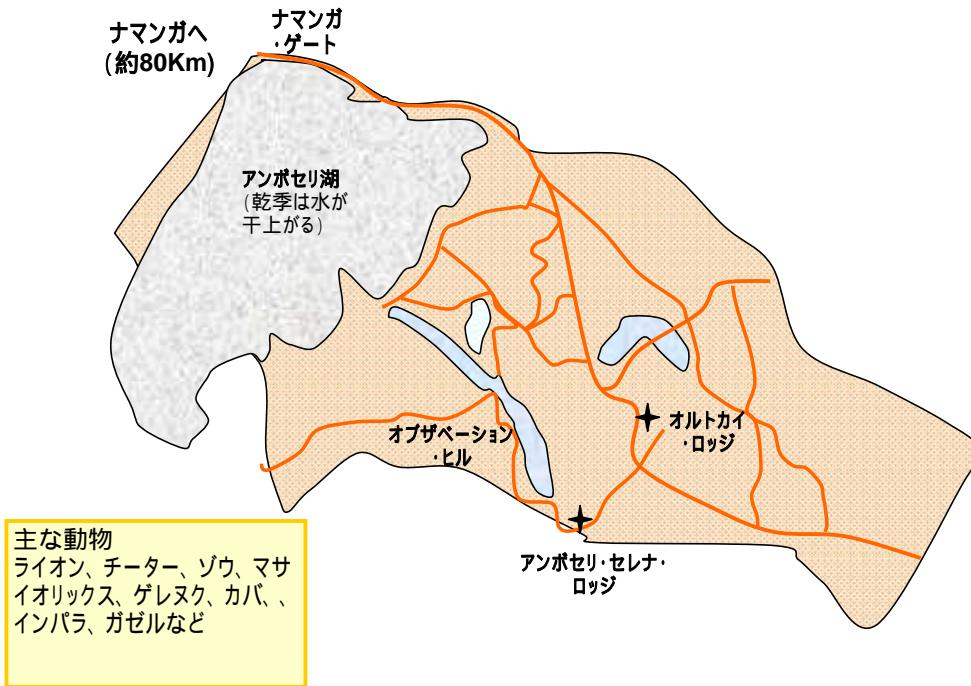 ナマンガへ
(約80Km)
ナマンガ
・ゲート
アンボセリ湖
(乾季は水が
干上がる)
オブザベーション
・ヒル
オルトカイ
・ロッジ
アンボセリ・セレナ・
ロッジ
主な動物
ライオン、チーター、ゾウ、マサ
イオリックス、ゲレヌク、カバ、、
インパラ、ガゼルなど